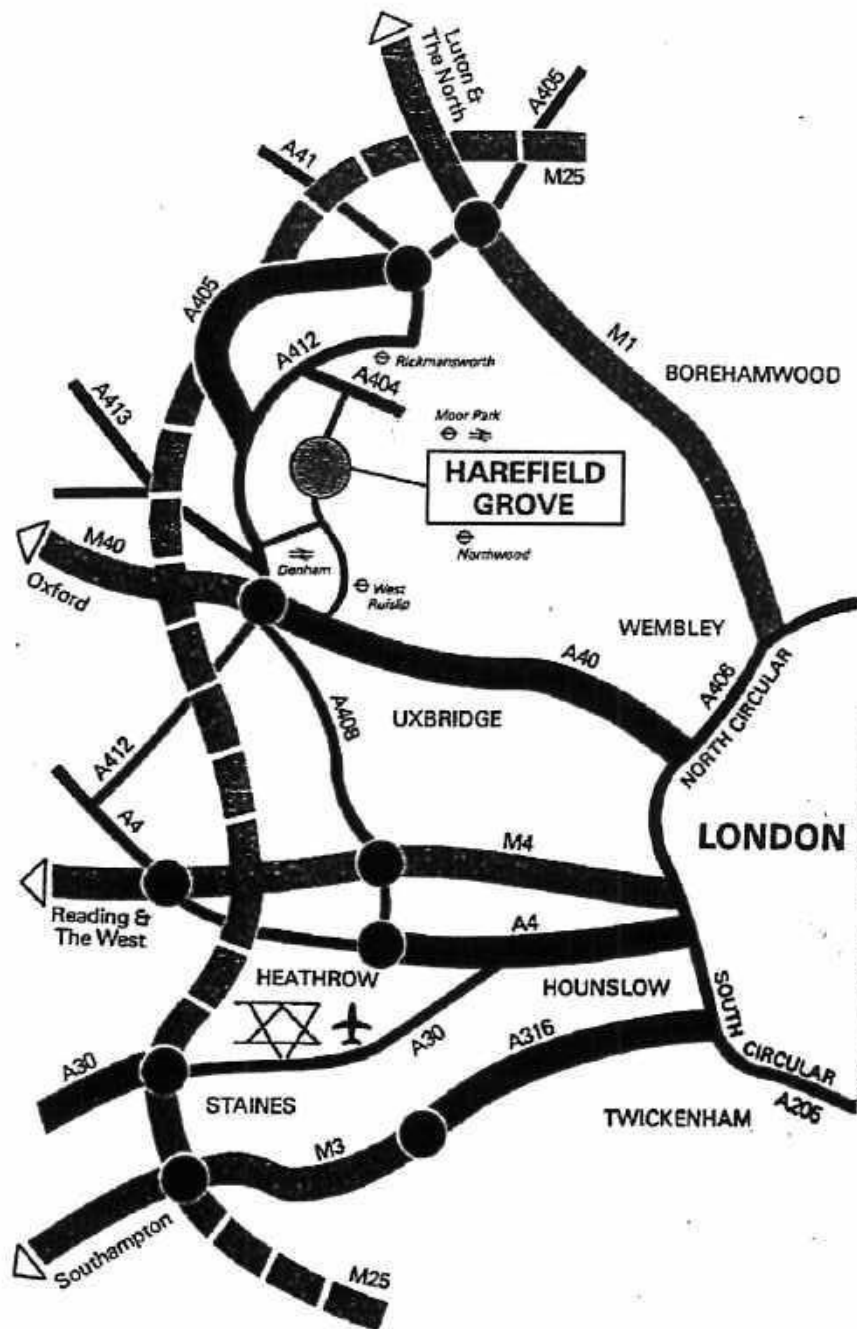 Luton &
The North
A405
A41
M25
A405
A412
Rickmansworth
A404
M1
BOREHAMWOOD
A413
Moor Park
HAREFIELD
GROVE
M40
Oxford
Denham
Northwood
West
Ruislip
WEMBLEY
A40
A406
NORTH CIRCULAR
A408
UXBRIDGE
A412
A4
LONDON
M4
Reading &
The West
A4
HEATHROW
HOUNSLOW
SOUTH CIRCULAR
A30
A30
A316
STAINES
A205
TWICKENHAM
M3
Southampton
M25